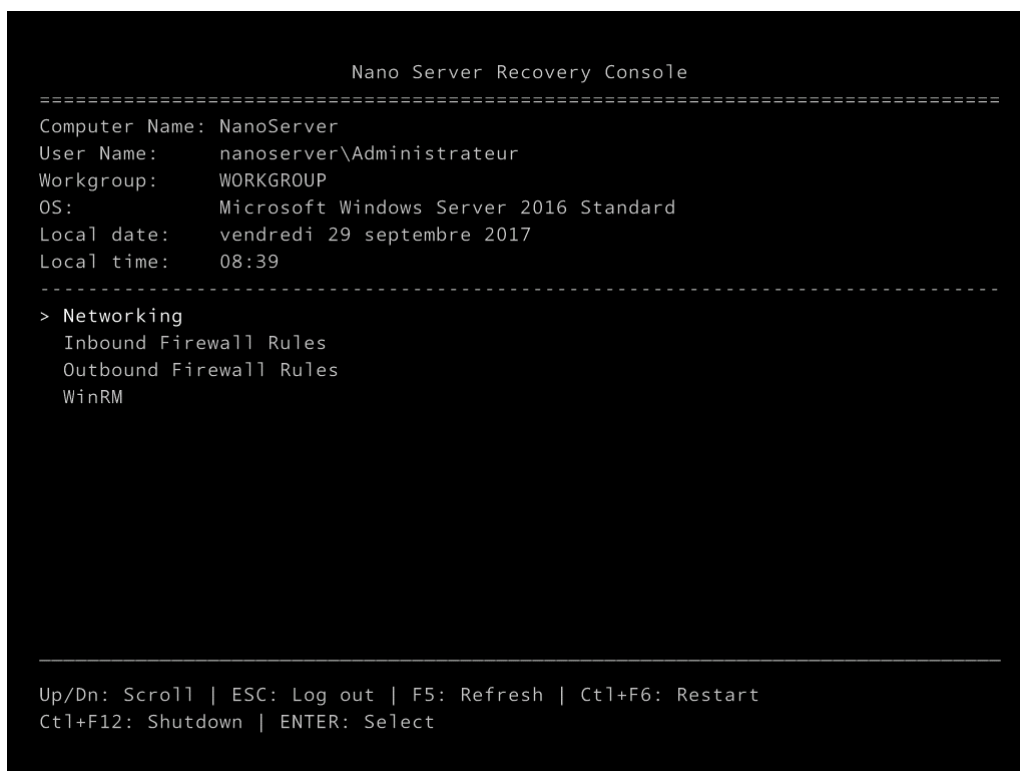 Nano Server Recovery Console
================================================================================
Computer Name: NanoServer
User Name:     nanoserver\Administrateur
Workgroup:     WORKGROUP
OS:            Microsoft Windows Server 2016 Standard
Local date:    vendredi 29 septembre 2017
Local time:    08:39
--------------------------------------------------------------------------------
> Networking
  Inbound Firewall Rules
  Outbound Firewall Rules
  WinRM
Up/Dn: Scroll | ESC: Log out | F5: Refresh | Ctl+F6: Restart
Ctl+F12: Shutdown | ENTER: Select